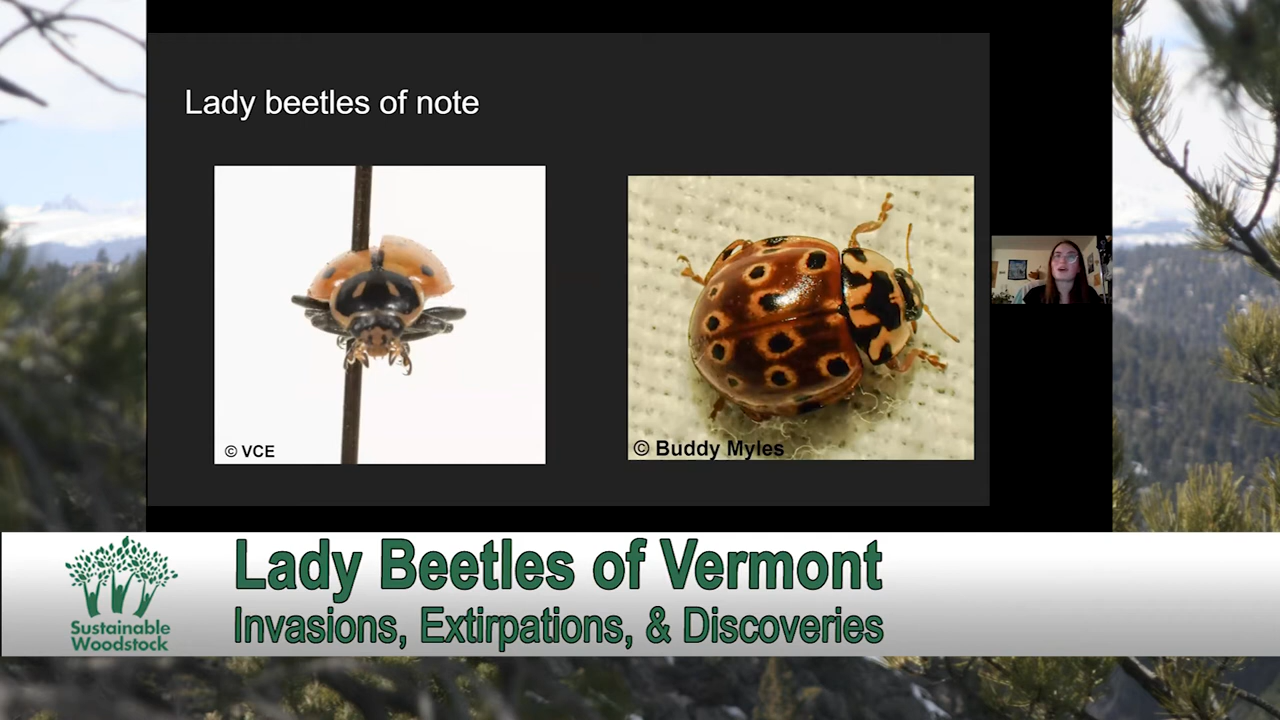 Lady beetles of note
© VCE
© Buddy Myles
Lady Beetles of Vermont
Invasions, Extirpations, & Discoveries
Sustainable
Woodstock